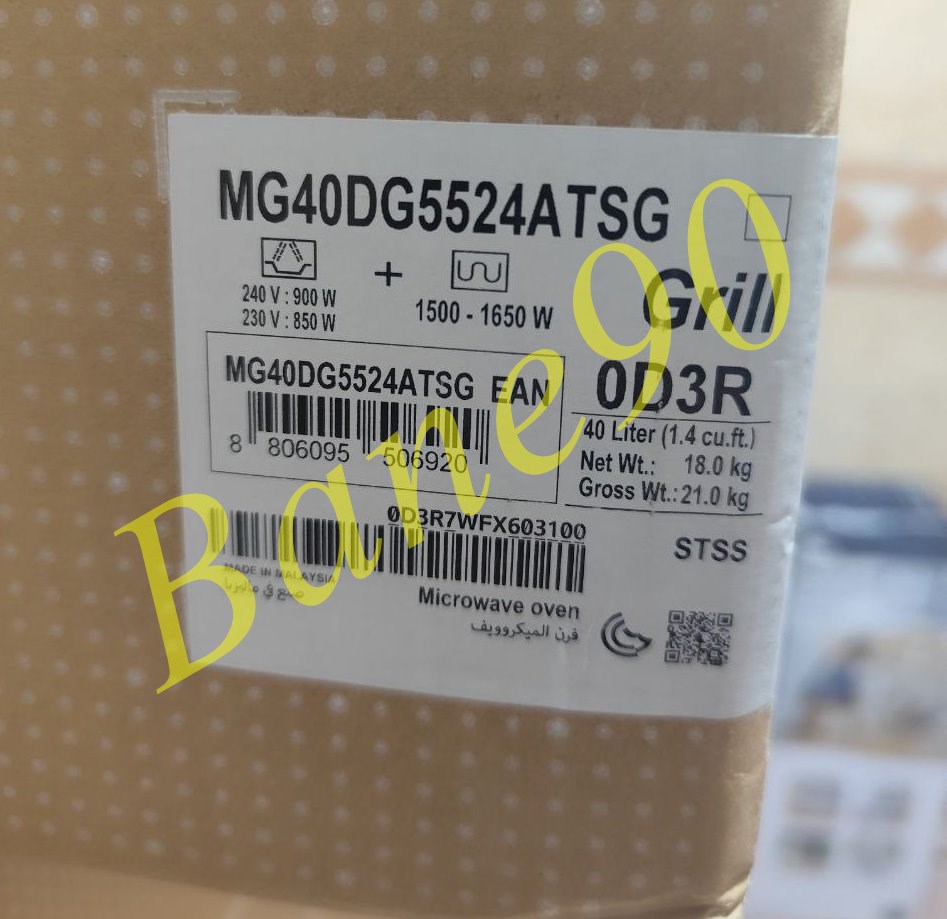 MG40DG5524ATSG
+
240 V : 900 W
230 V : 850 W
1500 - 1650 W
Grill
MG40DG5524ATSG EAN
8 806095 506920
0D3R
40 Liter (1.4 cu.ft.)
Net Wt.: 18.0 kg
Gross Wt.: 21.0 kg
0D3R7WFX603100
STSS
MADE IN MALAYSIA
صنع في ماليزيا
Microwave oven
فرن الميكروويف
Bane90